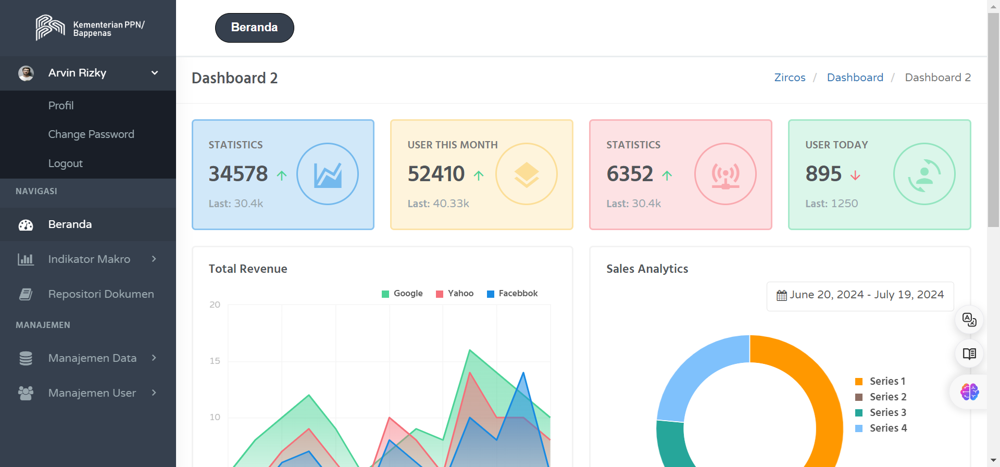 Kementerian PPN/
Bappenas
Arvin Rizky
Profil
Change Password
Logout
NAVIGASI
Beranda
Indikator Makro
Repositori Dokumen
MANAJEMEN
Manajemen Data
Manajemen User
Beranda
Dashboard 2
Zircos / Dashboard / Dashboard 2
STATISTICS
34578
Last: 30.4k
USER THIS MONTH
52410
Last: 40.33k
STATISTICS
6352
Last: 30.4k
USER TODAY
895
Last: 1250
Total Revenue
Google Yahoo Facebbok
20
15
10
Sales Analytics
June 20, 2024 - July 19, 2024
Series 1
Series 2
Series 3
Series 4